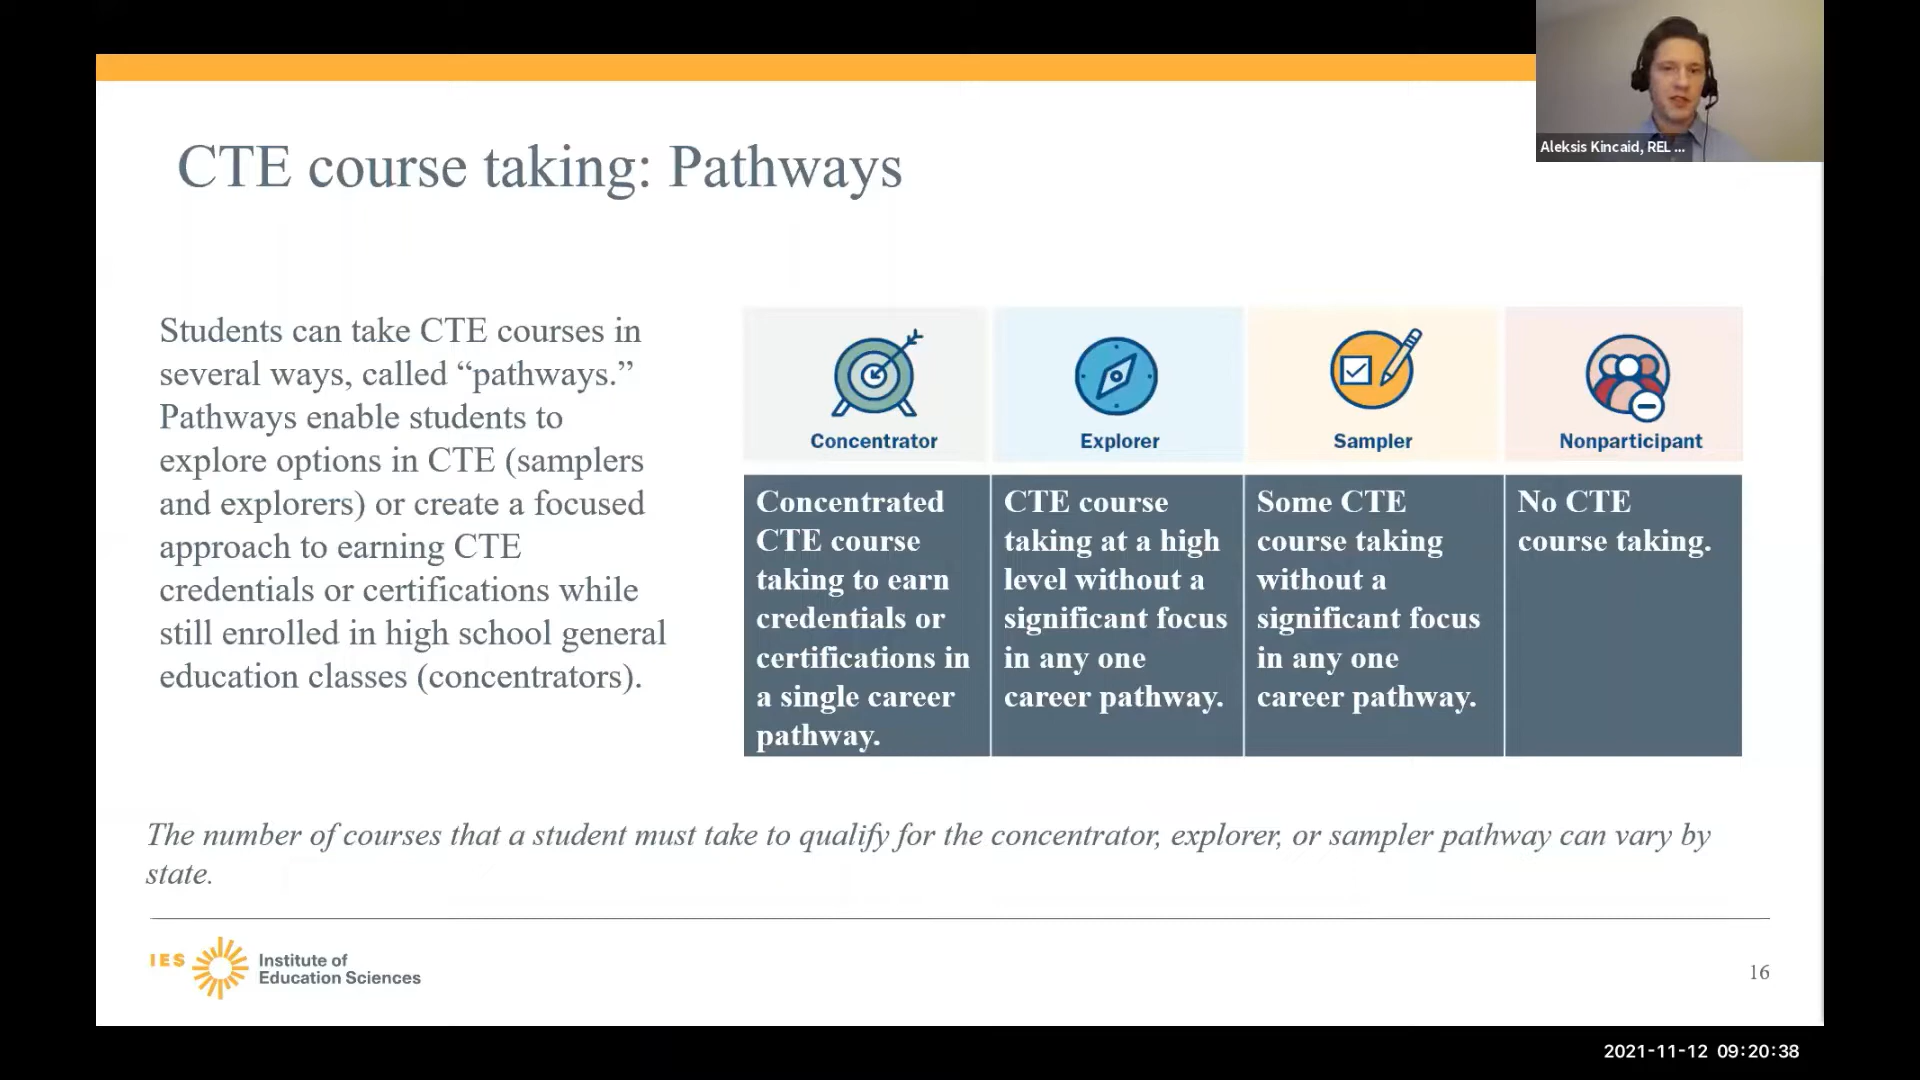 Aleksis Kincaid, REL ...
CTE course taking: Pathways
Students can take CTE courses in
several ways, called “pathways.”
Pathways enable students to
explore options in CTE (samplers
and explorers) or create a focused
approach to earning CTE
credentials or certifications while
still enrolled in high school general
education classes (concentrators).
Concentrator
Explorer
Sampler
Nonparticipant
Concentrated
CTE course
taking to earn
credentials or
certifications in
a single career
pathway.
CTE course
taking at a high
level without a
significant focus
in any one
career pathway.
Some CTE
course taking
without a
significant focus
in any one
career pathway.
No CTE
course taking.
The number of courses that a student must take to qualify for the concentrator, explorer, or sampler pathway can vary by
state.
IES
Institute of
Education Sciences
16
2021-11-12 09:20:38